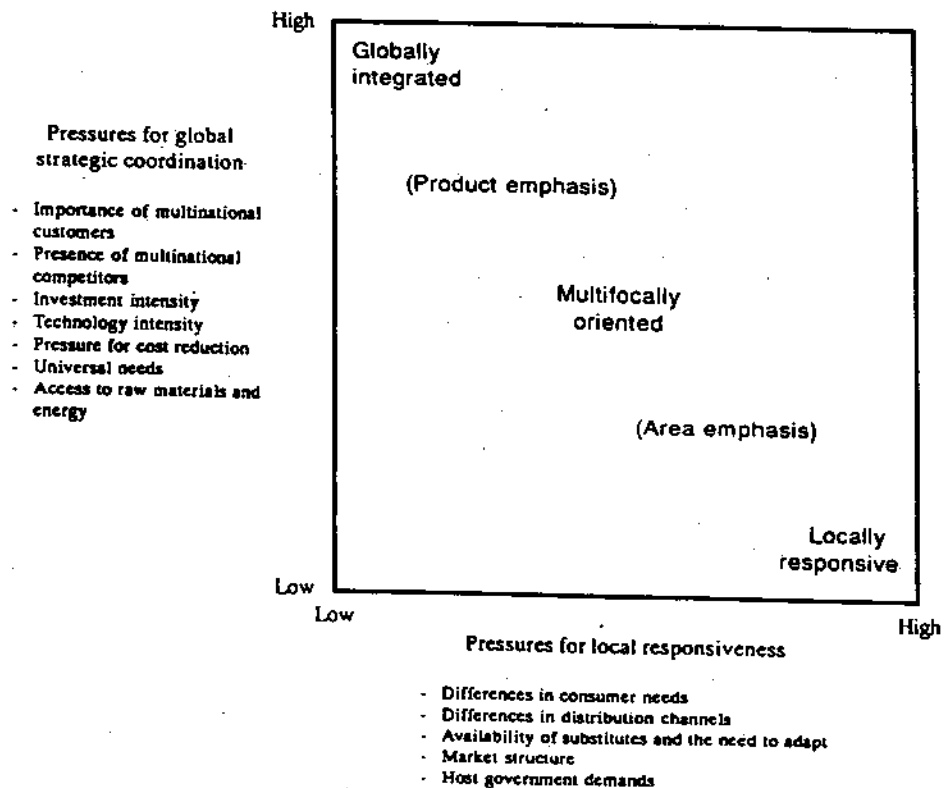 High
Globally
integrated
Pressures for global
strategic coordination
- Importance of multinational
customers
- Presence of multinational
competitors
- Investment intensity
- Technology intensity
- Pressure for cost reduction
- Universal needs
- Access to raw materials and
energy
(Product emphasis)
Multifocally
oriented
(Area emphasis)
Locally
responsive
Low
Low
High
Pressures for local responsiveness
- Differences in consumer needs
- Differences in distribution channels
- Availability of substitutes and the need to adapt
- Market structure
- Host government demands